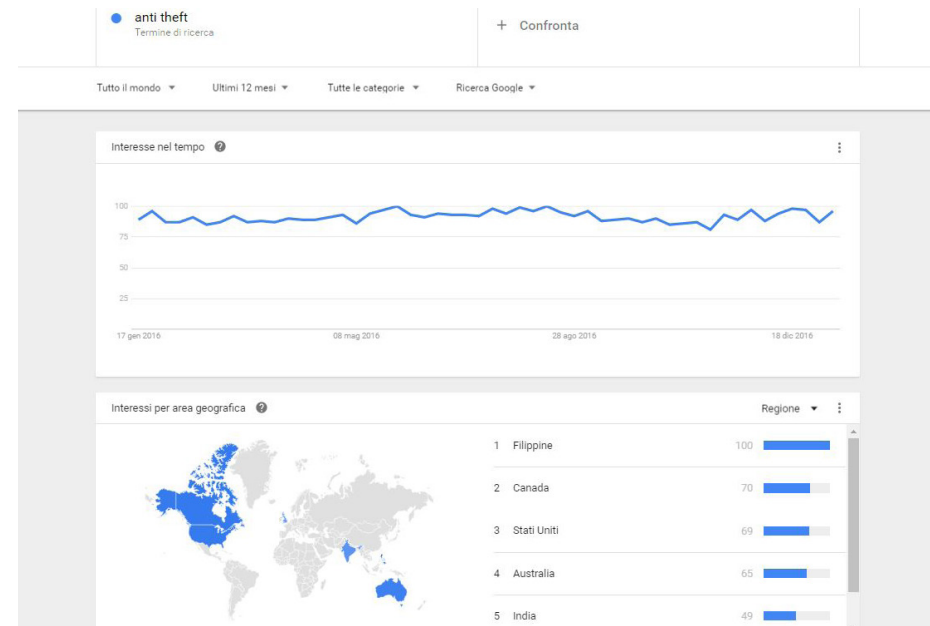 anti theft
Termine di ricerca
+ Confronta
Tutto il mondo
Ultimi 12 mesi
Tutte le categorie
Ricerca Google
Interesse nel tempo
100
75
50
25
17 gen 2016
08 mag 2016
28 ago 2016
18 dic 2016
Interessi per area geografica
Regione
1 Filippine 100
2 Canada 70
3 Stati Uniti 69
4 Australia 65
5 India 49